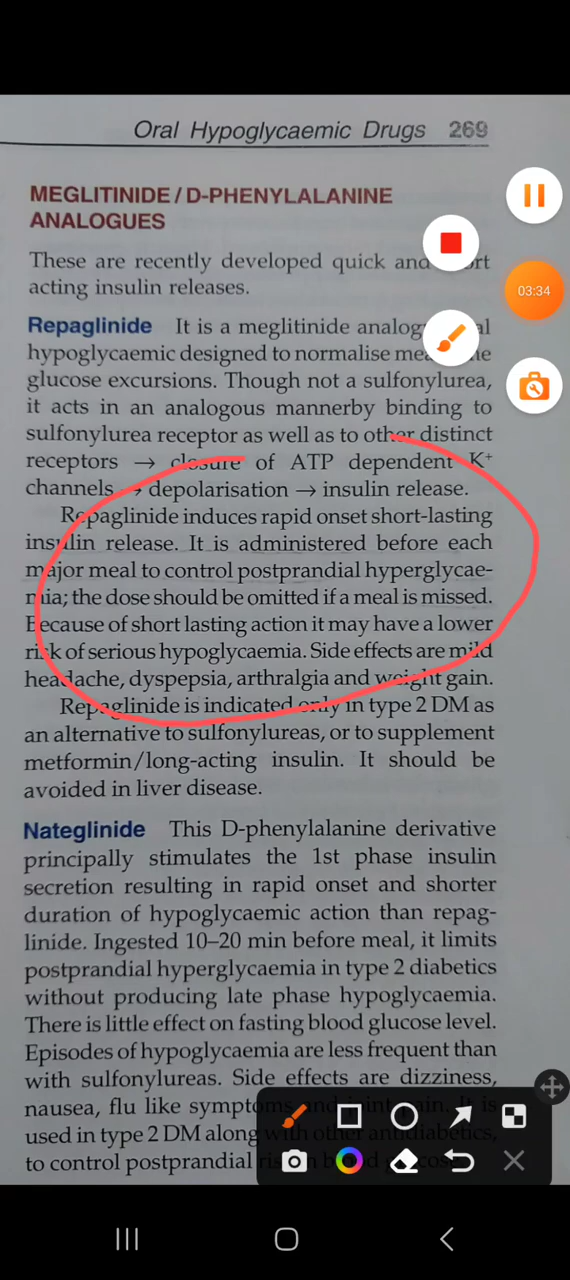 Oral Hypoglycaemic Drugs 269
MEGLITINIDE / D-PHENYLALANINE
ANALOGUES
These are recently developed quick and
acting insulin releases.
03:34
Repaglinide It is a meglitinide
hypoglycaemic designed to normalise
glucose excursions. Though not a sulfonylurea,
it acts in an analogous mannerby binding to
sulfonylurea receptor as well as to other distinct
receptors → closure of ATP dependent K+
channels → depolarisation → insulin release.
Repaglinide induces rapid onset short-lasting
insulin release. It is administered before each
major meal to control postprandial hyperglycae-
mia; the dose should be omitted if a meal is missed.
Because of short lasting action it may have a lower
risk of serious hypoglycaemia. Side effects are mild
headache, dyspepsia, arthralgia and weight gain.
Repaglinide is indicated only in type 2 DM as
an alternative to sulfonylureas, or to supplement
metformin/long-acting insulin. It should be
avoided in liver disease.
Nateglinide This D-phenylalanine derivative
principally stimulates the 1st phase insulin
secretion resulting in rapid onset and shorter
duration of hypoglycaemic action than repag-
linide. Ingested 10–20 min before meal, it limits
postprandial hyperglycaemia in type 2 diabetics
without producing late phase hypoglycaemia.
There is little effect on fasting blood glucose level.
Episodes of hypoglycaemia are less frequent than
with sulfonylureas. Side effects are dizziness,
nausea, flu like symptoms and joint pain. It is
used in type 2 DM along with other antidiabetics,
to control postprandial